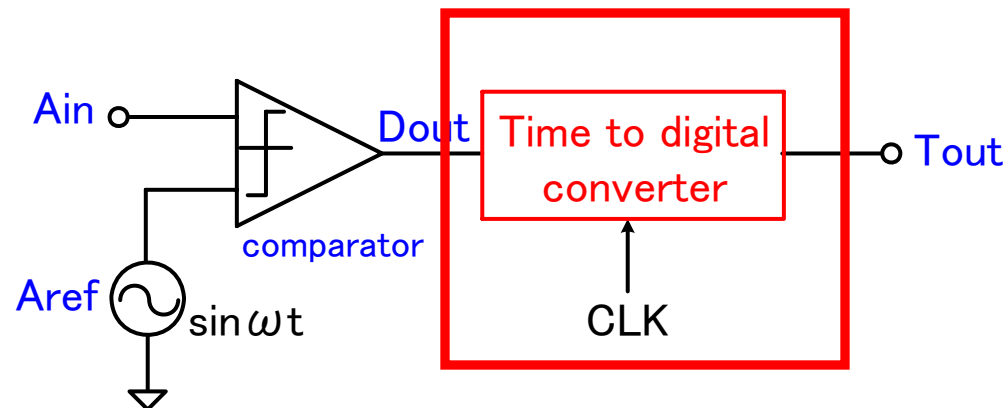 Ain
Dout
Time to digital
converter
Tout
comparator
Aref
sinωt
CLK